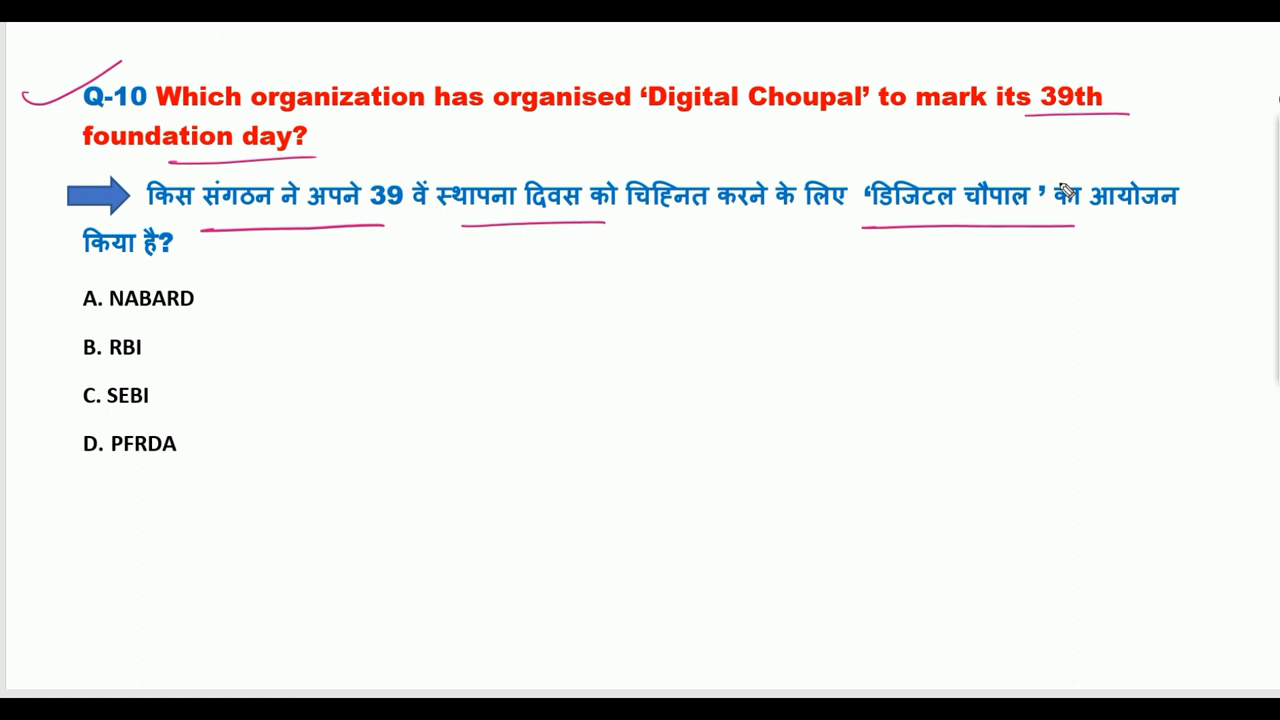 Q-10 Which organization has organised ‘Digital Choupal’ to mark its 39th
foundation day?
किस संगठन ने अपने 39 वें स्थापना दिवस को चिह्नित करने के लिए ‘डिजिटल चौपाल ’ का आयोजन
किया है?
A. NABARD
B. RBI
C. SEBI
D. PFRDA